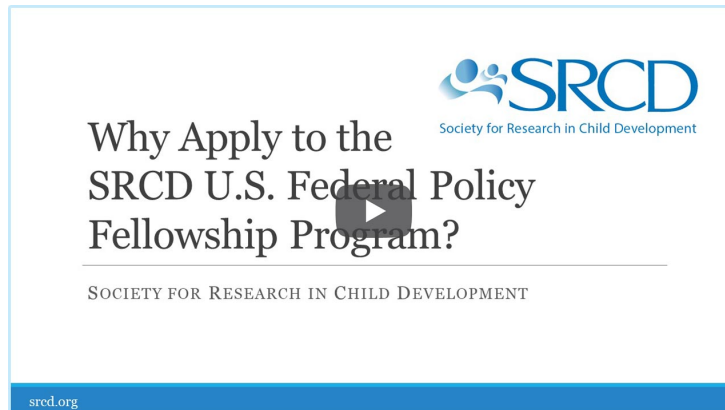 SRCD
Society for Research in Child Development
Why Apply to the
SRCD U.S. Federal Policy
Fellowship Program?
SOCIETY FOR RESEARCH IN CHILD DEVELOPMENT
srcd.org